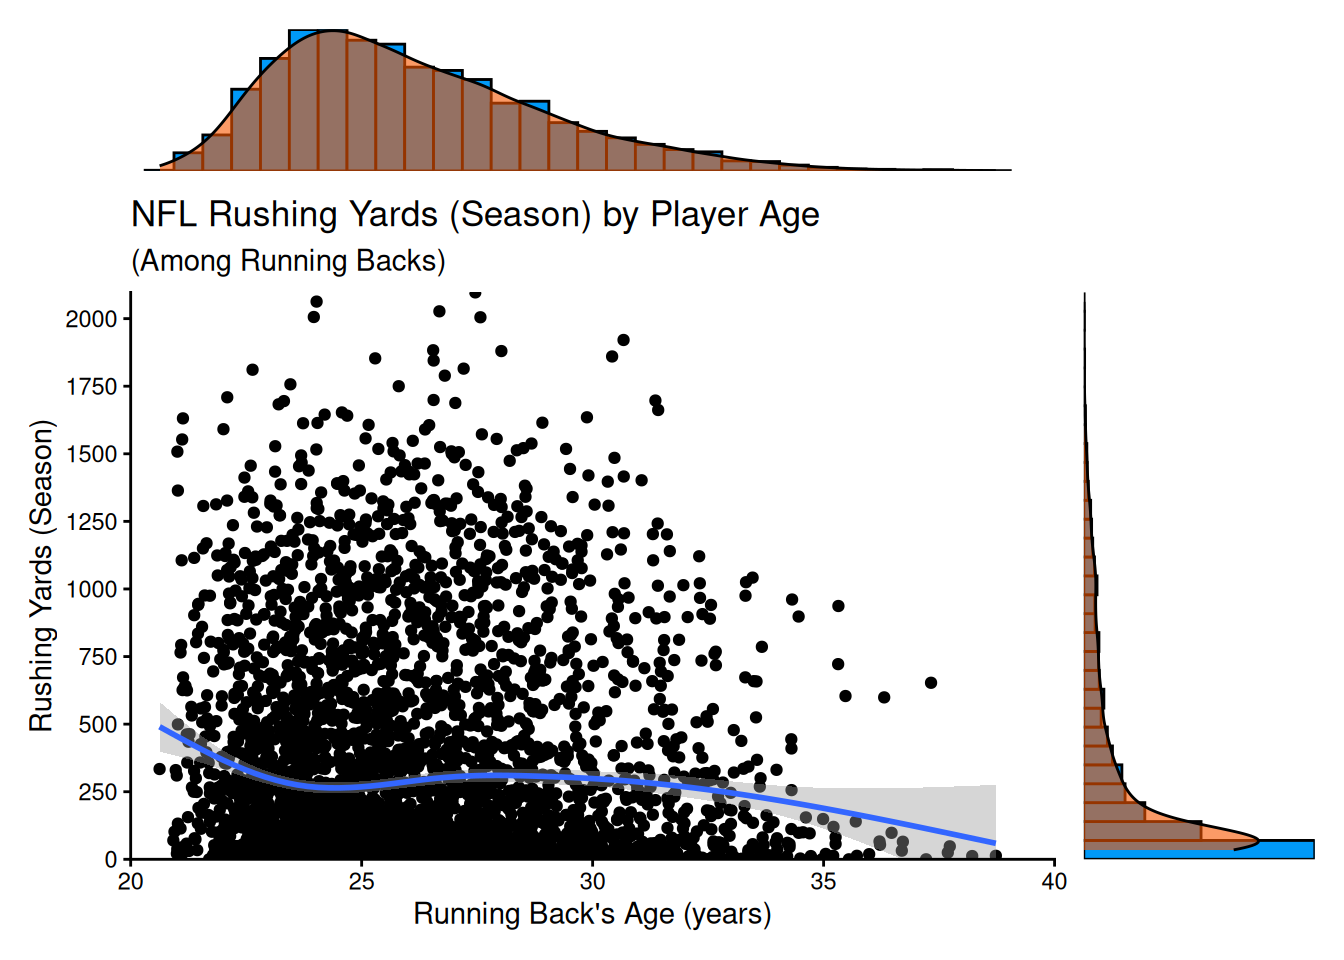 NFL Rushing Yards (Season) by Player Age
(Among Running Backs)
2000
1750
1500
1250
1000
750
500
250
0
Rushing Yards (Season)
20 25 30 35 40
Running Back's Age (years)